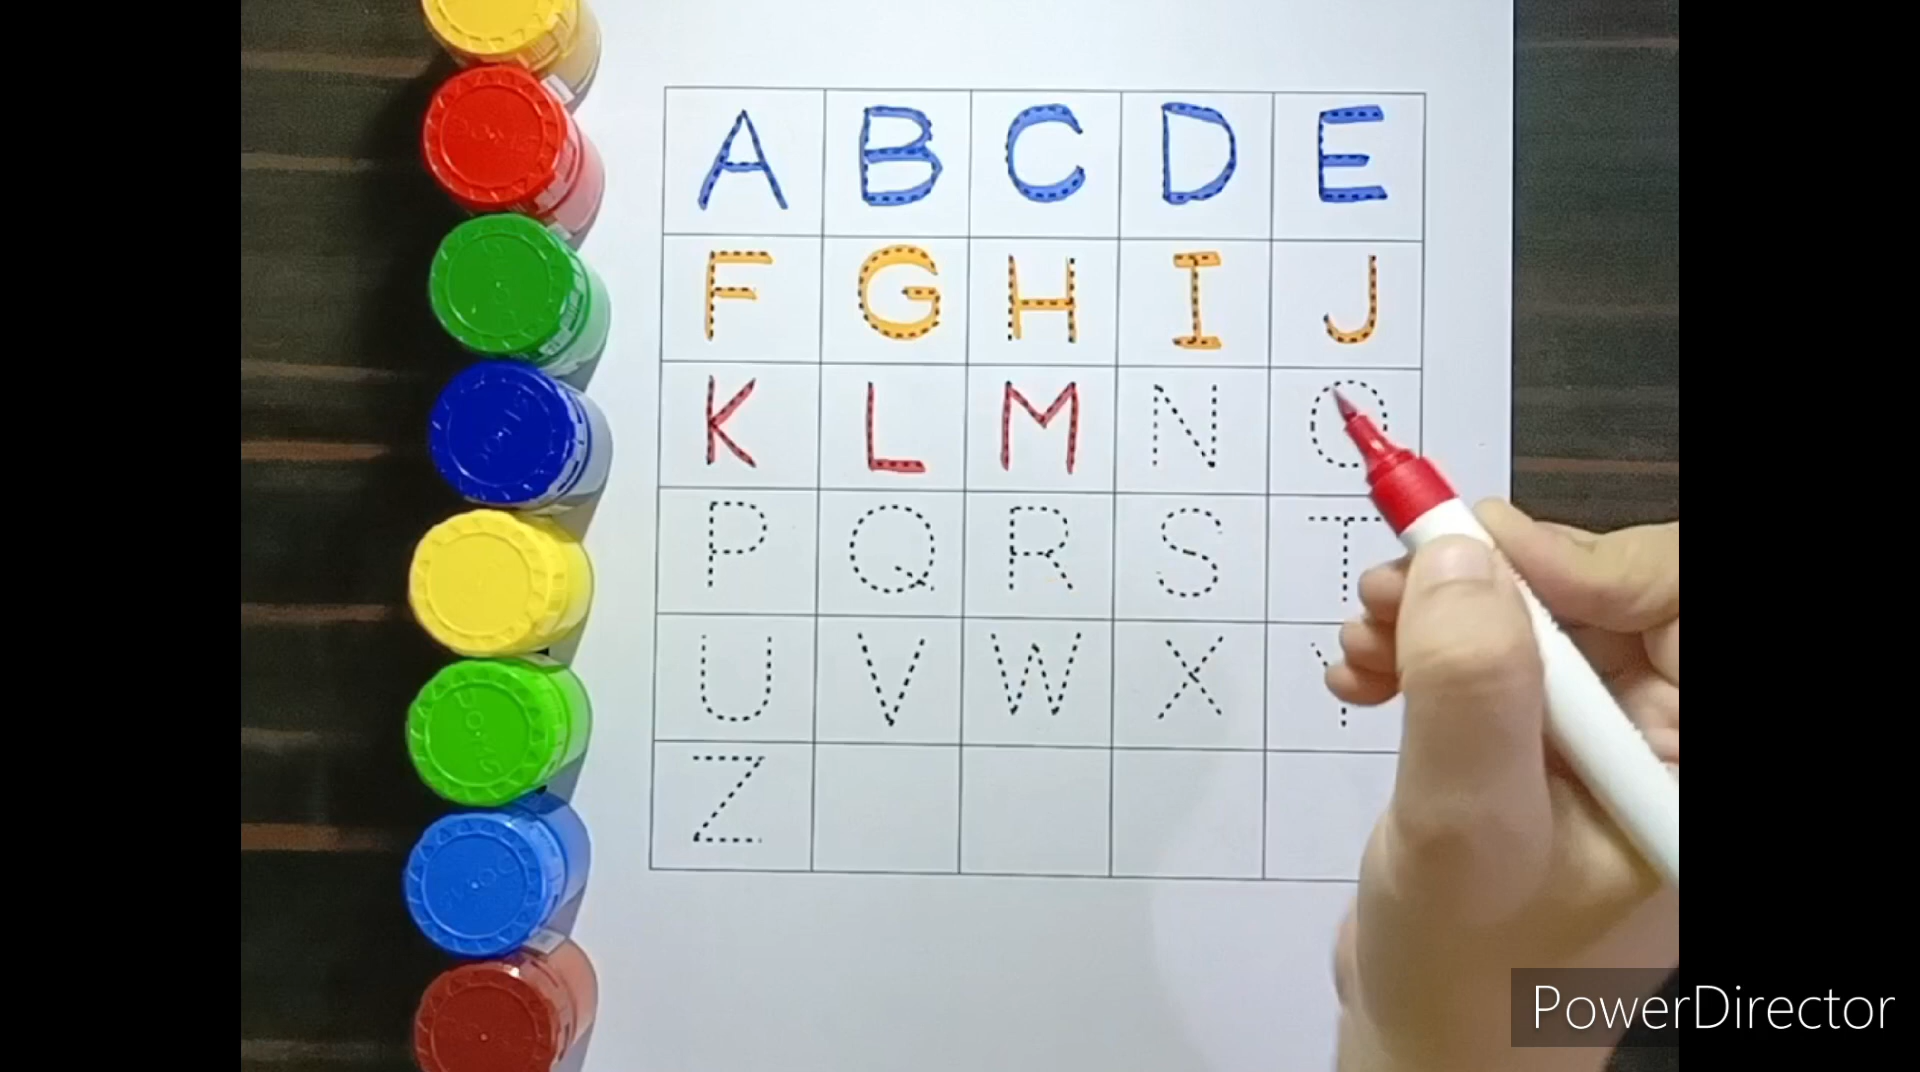 A B C D E
F G H I J
K L M N O
P Q R S T
U V W X Y
Z
PowerDirector